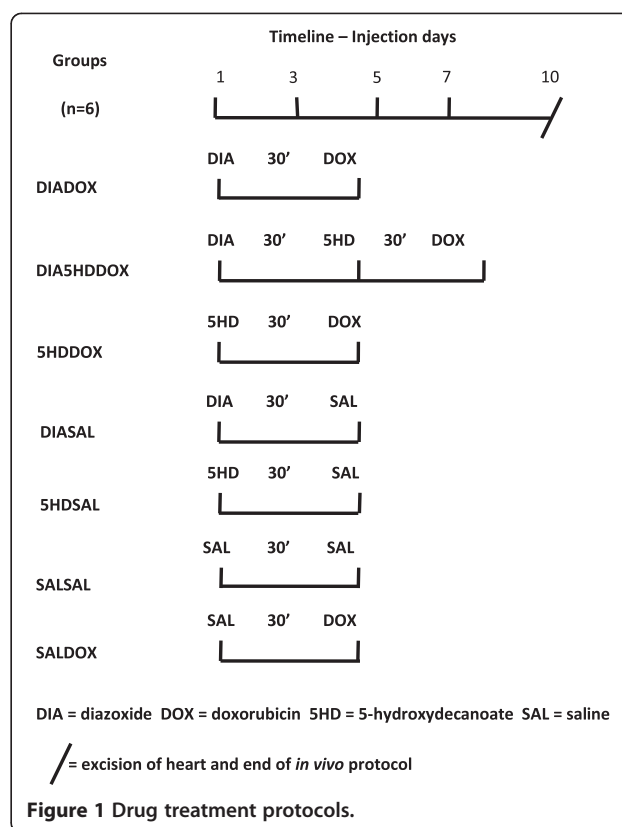 Timeline – Injection days
Groups
1 3 5 7 10
(n=6)
DIA 30’ DOX
DIADOX
DIA 30’ 5HD 30’ DOX
DIA5HDDOX
5HD 30’ DOX
5HDDOX
DIA 30’ SAL
DIASAL
5HD 30’ SAL
5HDSAL
SAL 30’ SAL
SALSAL
SAL 30’ DOX
SALDOX
DIA = diazoxide DOX = doxorubicin 5HD = 5-hydroxydecanoate SAL = saline
= excision of heart and end of in vivo protocol
Figure 1 Drug treatment protocols.